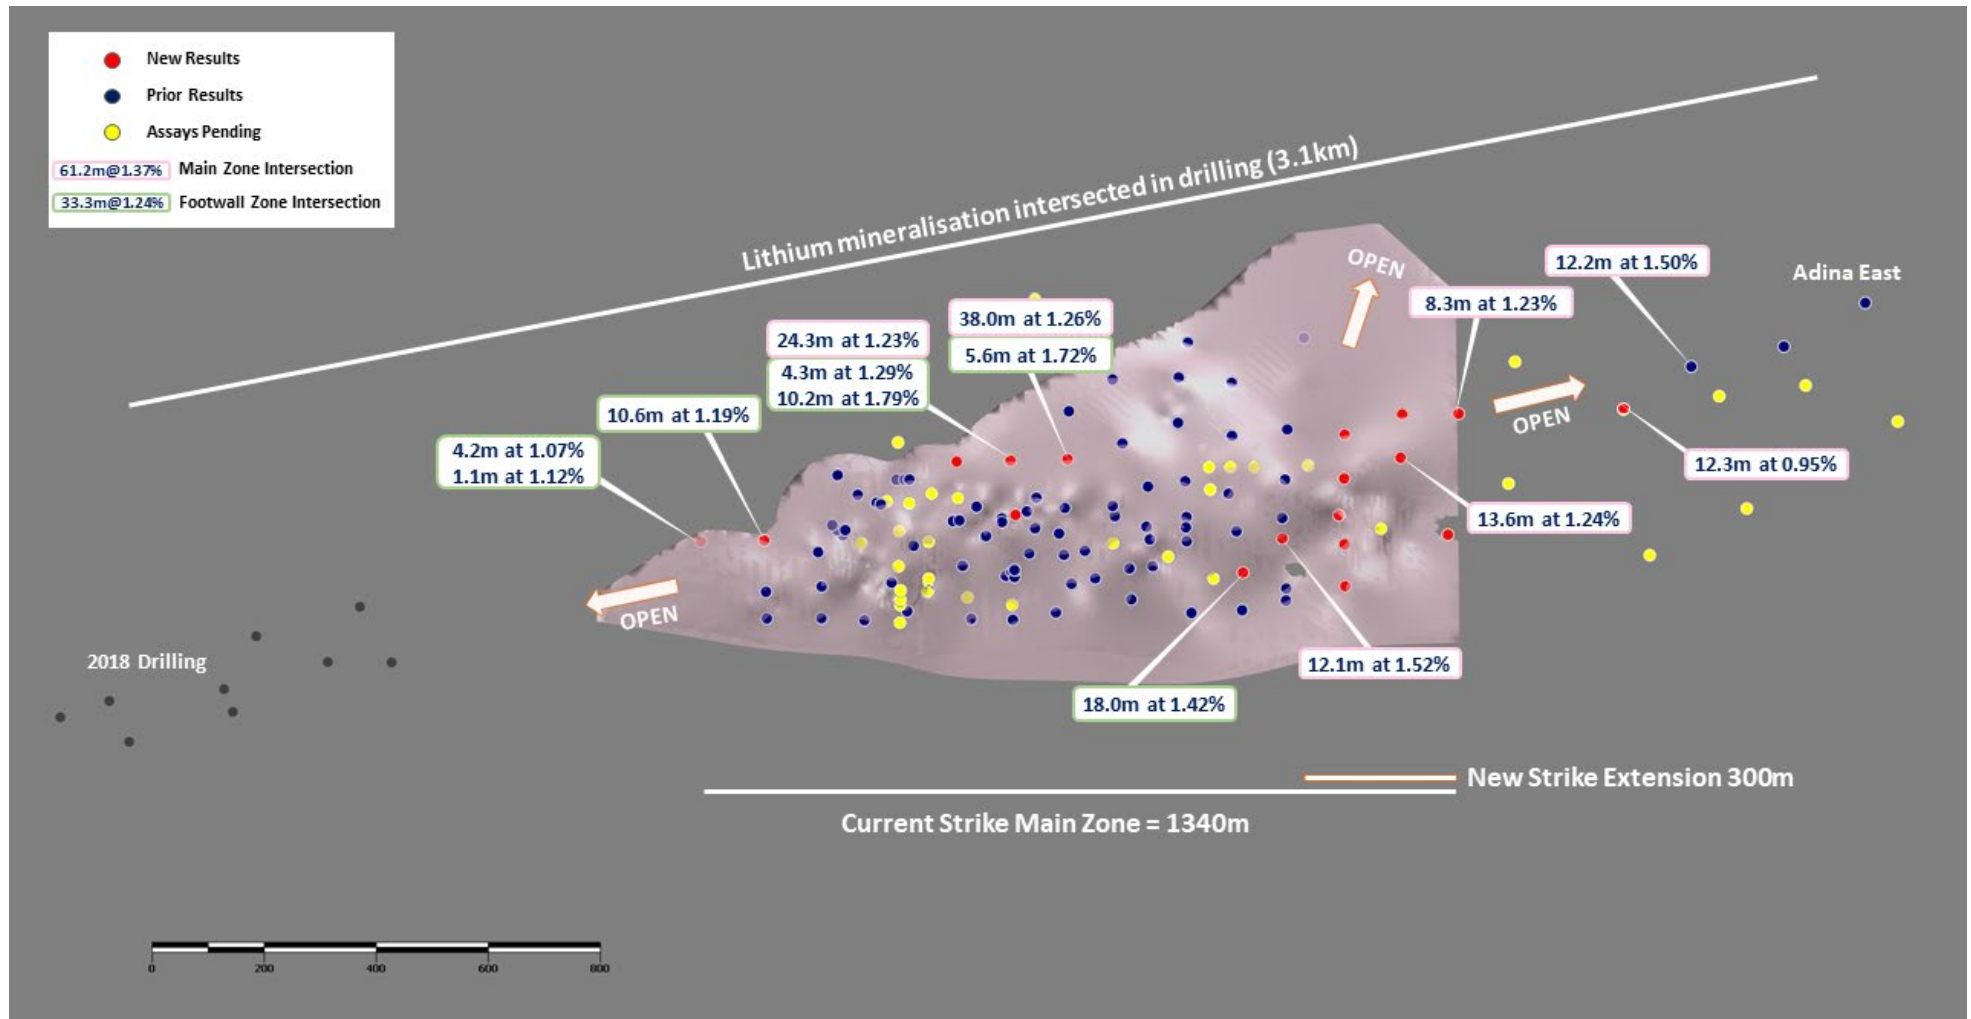 New Results
Prior Results
Assays Pending
61.2m@1.37% Main Zone Intersection
33.3m@1.24% Footwall Zone Intersection
Lithium mineralisation intersected in drilling (3.1km)
OPEN
12.2m at 1.50%
Adina East
8.3m at 1.23%
38.0m at 1.26%
5.6m at 1.72%
24.3m at 1.23%
4.3m at 1.29%
10.2m at 1.79%
10.6m at 1.19%
4.2m at 1.07%
1.1m at 1.12%
OPEN
12.3m at 0.95%
13.6m at 1.24%
OPEN
2018 Drilling
12.1m at 1.52%
18.0m at 1.42%
New Strike Extension 300m
Current Strike Main Zone = 1340m
0 200 400 600 800